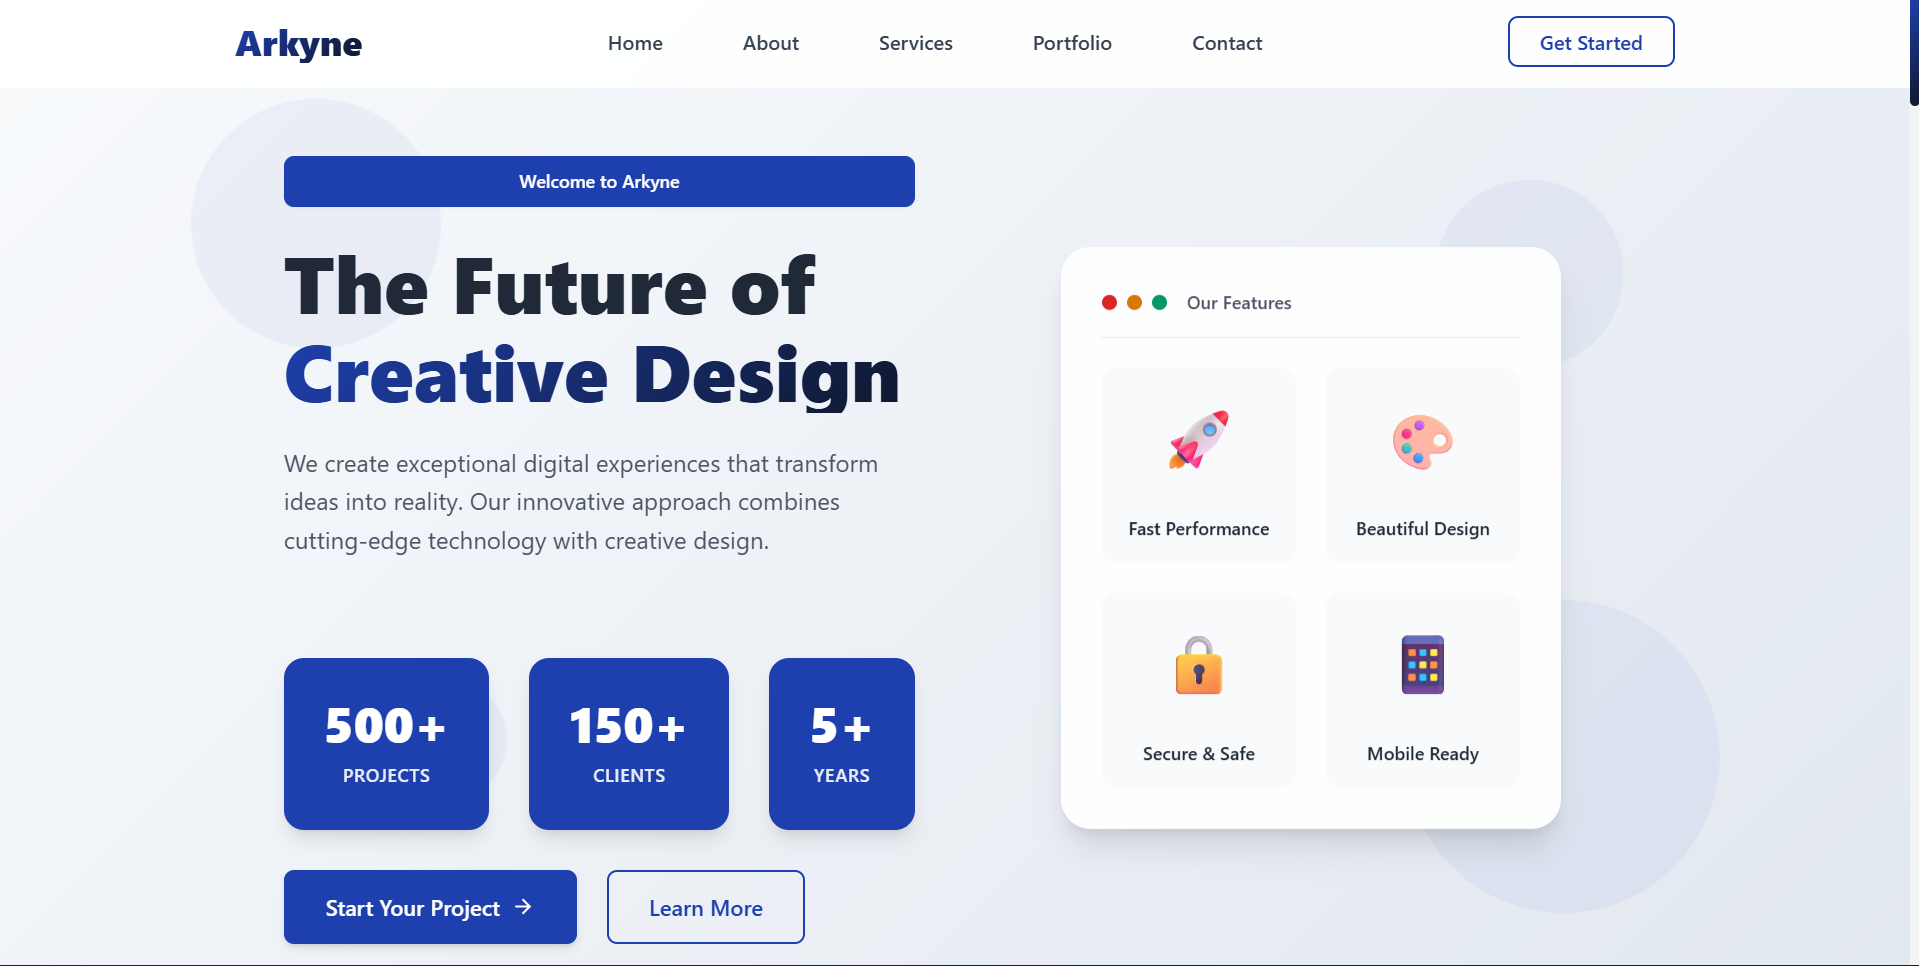 Arkyne
Home
About
Services
Portfolio
Contact
Get Started
Welcome to Arkyne
The Future of
Creative Design
We create exceptional digital experiences that transform
ideas into reality. Our innovative approach combines
cutting-edge technology with creative design.
500+
PROJECTS
150+
CLIENTS
5+
YEARS
Start Your Project →
Learn More
Our Features
Fast Performance
Beautiful Design
Secure & Safe
Mobile Ready